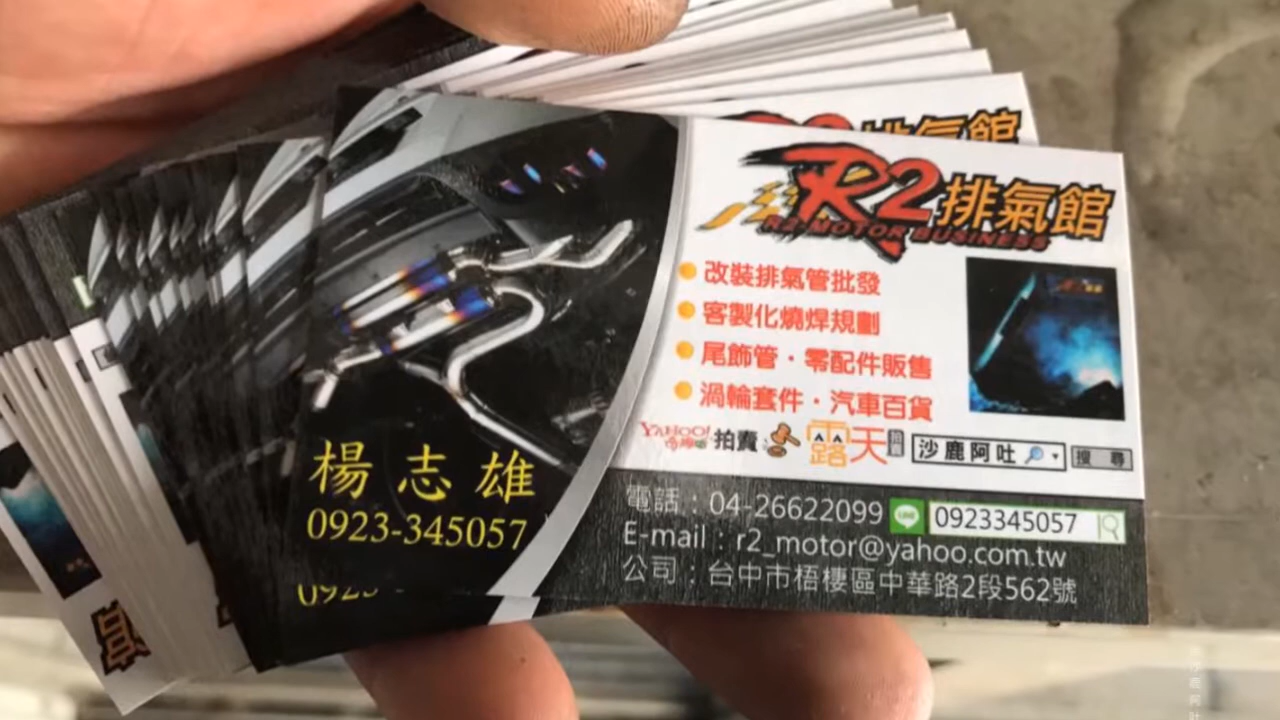 R2排氣館
R2 MOTOR BUSINESS
改裝排氣管批發
客製化燒焊規劃
尾飾管・零配件販售
渦輪套件・汽車百貨
YAHOO!奇摩 拍賣 露天拍賣 沙鹿阿吐 搜尋
楊志雄
0923-345057
電話：04-26622099 LINE 0923345057
E-mail：r2_motor@yahoo.com.tw
公司：台中市梧棲區中華路2段562號